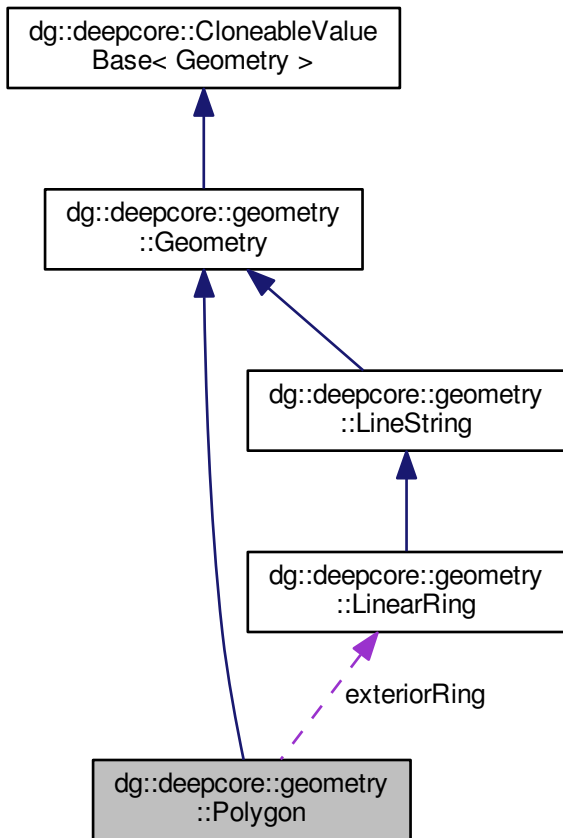 dg::deepcore::CloneableValue
Base< Geometry >
dg::deepcore::geometry
::Geometry
dg::deepcore::geometry
::LineString
dg::deepcore::geometry
::LinearRing
exteriorRing
dg::deepcore::geometry
::Polygon